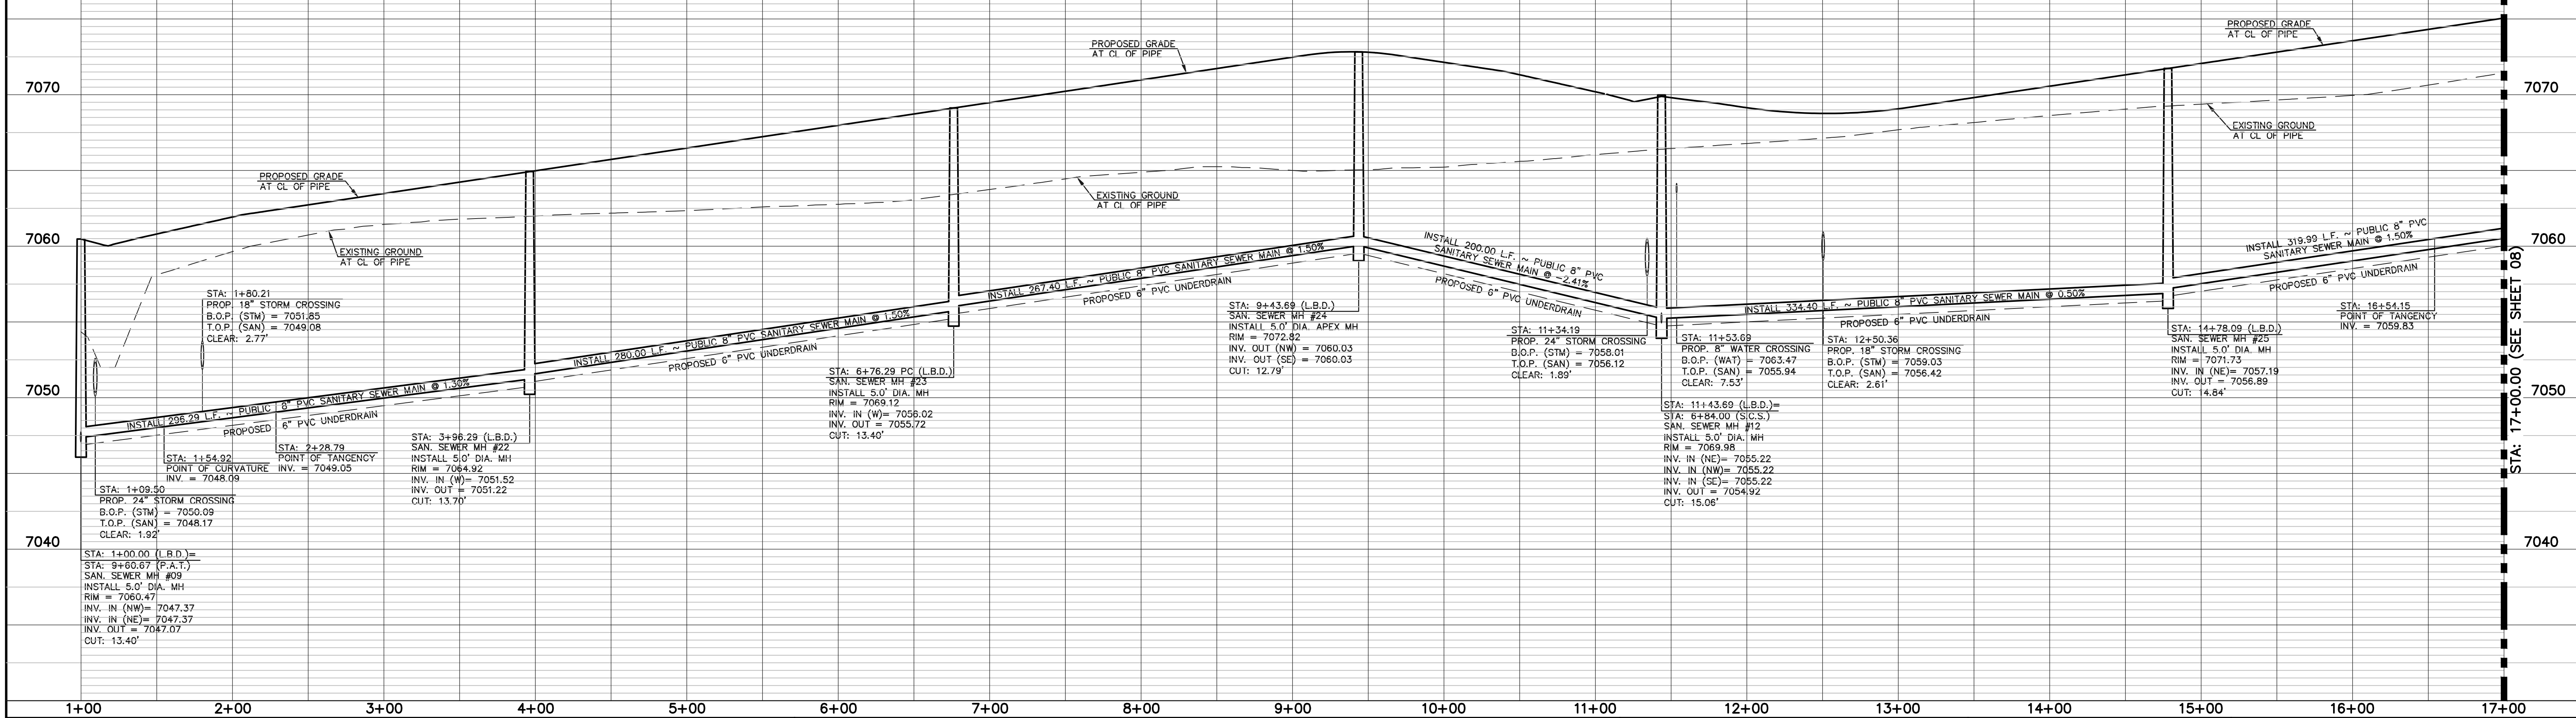 PROPOSED GRADE
AT CL OF PIPE
PROPOSED GRADE
AT CL OF PIPE
7070
7070
EXISTING GROUND
AT CL OF PIPE
PROPOSED GRADE
AT CL OF PIPE
EXISTING GROUND
AT CL OF PIPE
7060
7060
EXISTING GROUND
AT CL OF PIPE
INSTALL 296.29 L.F. ~ PUBLIC 8" PVC SANITARY SEWER MAIN @ 1.30%
PROPOSED 6" PVC UNDERDRAIN
INSTALL 280.00 L.F. ~ PUBLIC 8" PVC SANITARY SEWER MAIN @ 1.50%
PROPOSED 6" PVC UNDERDRAIN
INSTALL 267.40 L.F. ~ PUBLIC 8" PVC SANITARY SEWER MAIN @ 1.50%
PROPOSED 6" PVC UNDERDRAIN
INSTALL 200.00 L.F. ~ PUBLIC 8" PVC
SANITARY SEWER MAIN @ -2.41%
PROPOSED 6" PVC UNDERDRAIN
INSTALL 334.40 L.F. ~ PUBLIC 8" PVC SANITARY SEWER MAIN @ 0.50%
PROPOSED 6" PVC UNDERDRAIN
INSTALL 319.99 L.F. ~ PUBLIC 8" PVC
SANITARY SEWER MAIN @ 1.50%
PROPOSED 6" PVC UNDERDRAIN
STA: 1+80.21
PROP. 18" STORM CROSSING
B.O.P. (STM) = 7051.85
T.O.P. (SAN) = 7049.08
CLEAR: 2.77'
STA: 9+43.69 (L.B.D.)
SAN. SEWER MH #24
INSTALL 5.0' DIA. APEX MH
RIM = 7072.82
INV. OUT (NW) = 7060.03
INV. OUT (SE) = 7060.03
CUT: 12.79'
STA: 11+34.19
PROP. 24" STORM CROSSING
B.O.P. (STM) = 7058.01
T.O.P. (SAN) = 7056.12
CLEAR: 1.89'
STA: 11+53.69
PROP. 8" WATER CROSSING
B.O.P. (WAT) = 7063.47
T.O.P. (SAN) = 7055.94
CLEAR: 7.53'
STA: 12+50.36
PROP. 18" STORM CROSSING
B.O.P. (STM) = 7059.03
T.O.P. (SAN) = 7056.42
CLEAR: 2.61'
STA: 14+78.09 (L.B.D.)
SAN. SEWER MH #25
INSTALL 5.0' DIA. MH
RIM = 7071.73
INV. IN (NE)= 7057.19
INV. OUT = 7056.89
CUT: 14.84'
STA: 16+54.15
POINT OF TANGENCY
INV. = 7059.83
STA: 17+00.00 (SEE SHEET 08)
7050
7050
STA: 6+76.29 PC (L.B.D.)
SAN. SEWER MH #23
INSTALL 5.0' DIA. MH
RIM = 7069.12
INV. IN (W)= 7056.02
INV. OUT = 7055.72
CUT: 13.40'
STA: 11+43.69 (L.B.D.)=
STA: 6+84.00 (S.C.S.)
SAN. SEWER MH #12
INSTALL 5.0' DIA. MH
RIM = 7069.98
INV. IN (NE)= 7055.22
INV. IN (NW)= 7055.22
INV. IN (SE)= 7055.22
INV. OUT = 7054.92
CUT: 15.06'
STA: 3+96.29 (L.B.D.)
SAN. SEWER MH #22
INSTALL 5.0' DIA. MH
RIM = 7064.92
INV. IN (W)= 7051.52
INV. OUT = 7051.22
CUT: 13.70'
STA: 2+28.79
POINT OF TANGENCY
INV. = 7049.05
STA: 1+54.92
POINT OF CURVATURE
INV. = 7048.09
STA: 1+09.50
PROP. 24" STORM CROSSING
B.O.P. (STM) = 7050.09
T.O.P. (SAN) = 7048.17
CLEAR: 1.92'
7040
7040
STA: 1+00.00 (L.B.D.)=
STA: 9+60.67 (P.A.T.)
SAN. SEWER MH #09
INSTALL 5.0' DIA. MH
RIM = 7060.47
INV. IN (NW)= 7047.37
INV. IN (NE)= 7047.37
INV. OUT = 7047.07
CUT: 13.40'
1+00 2+00 3+00 4+00 5+00 6+00 7+00 8+00 9+00 10+00 11+00 12+00 13+00 14+00 15+00 16+00 17+00